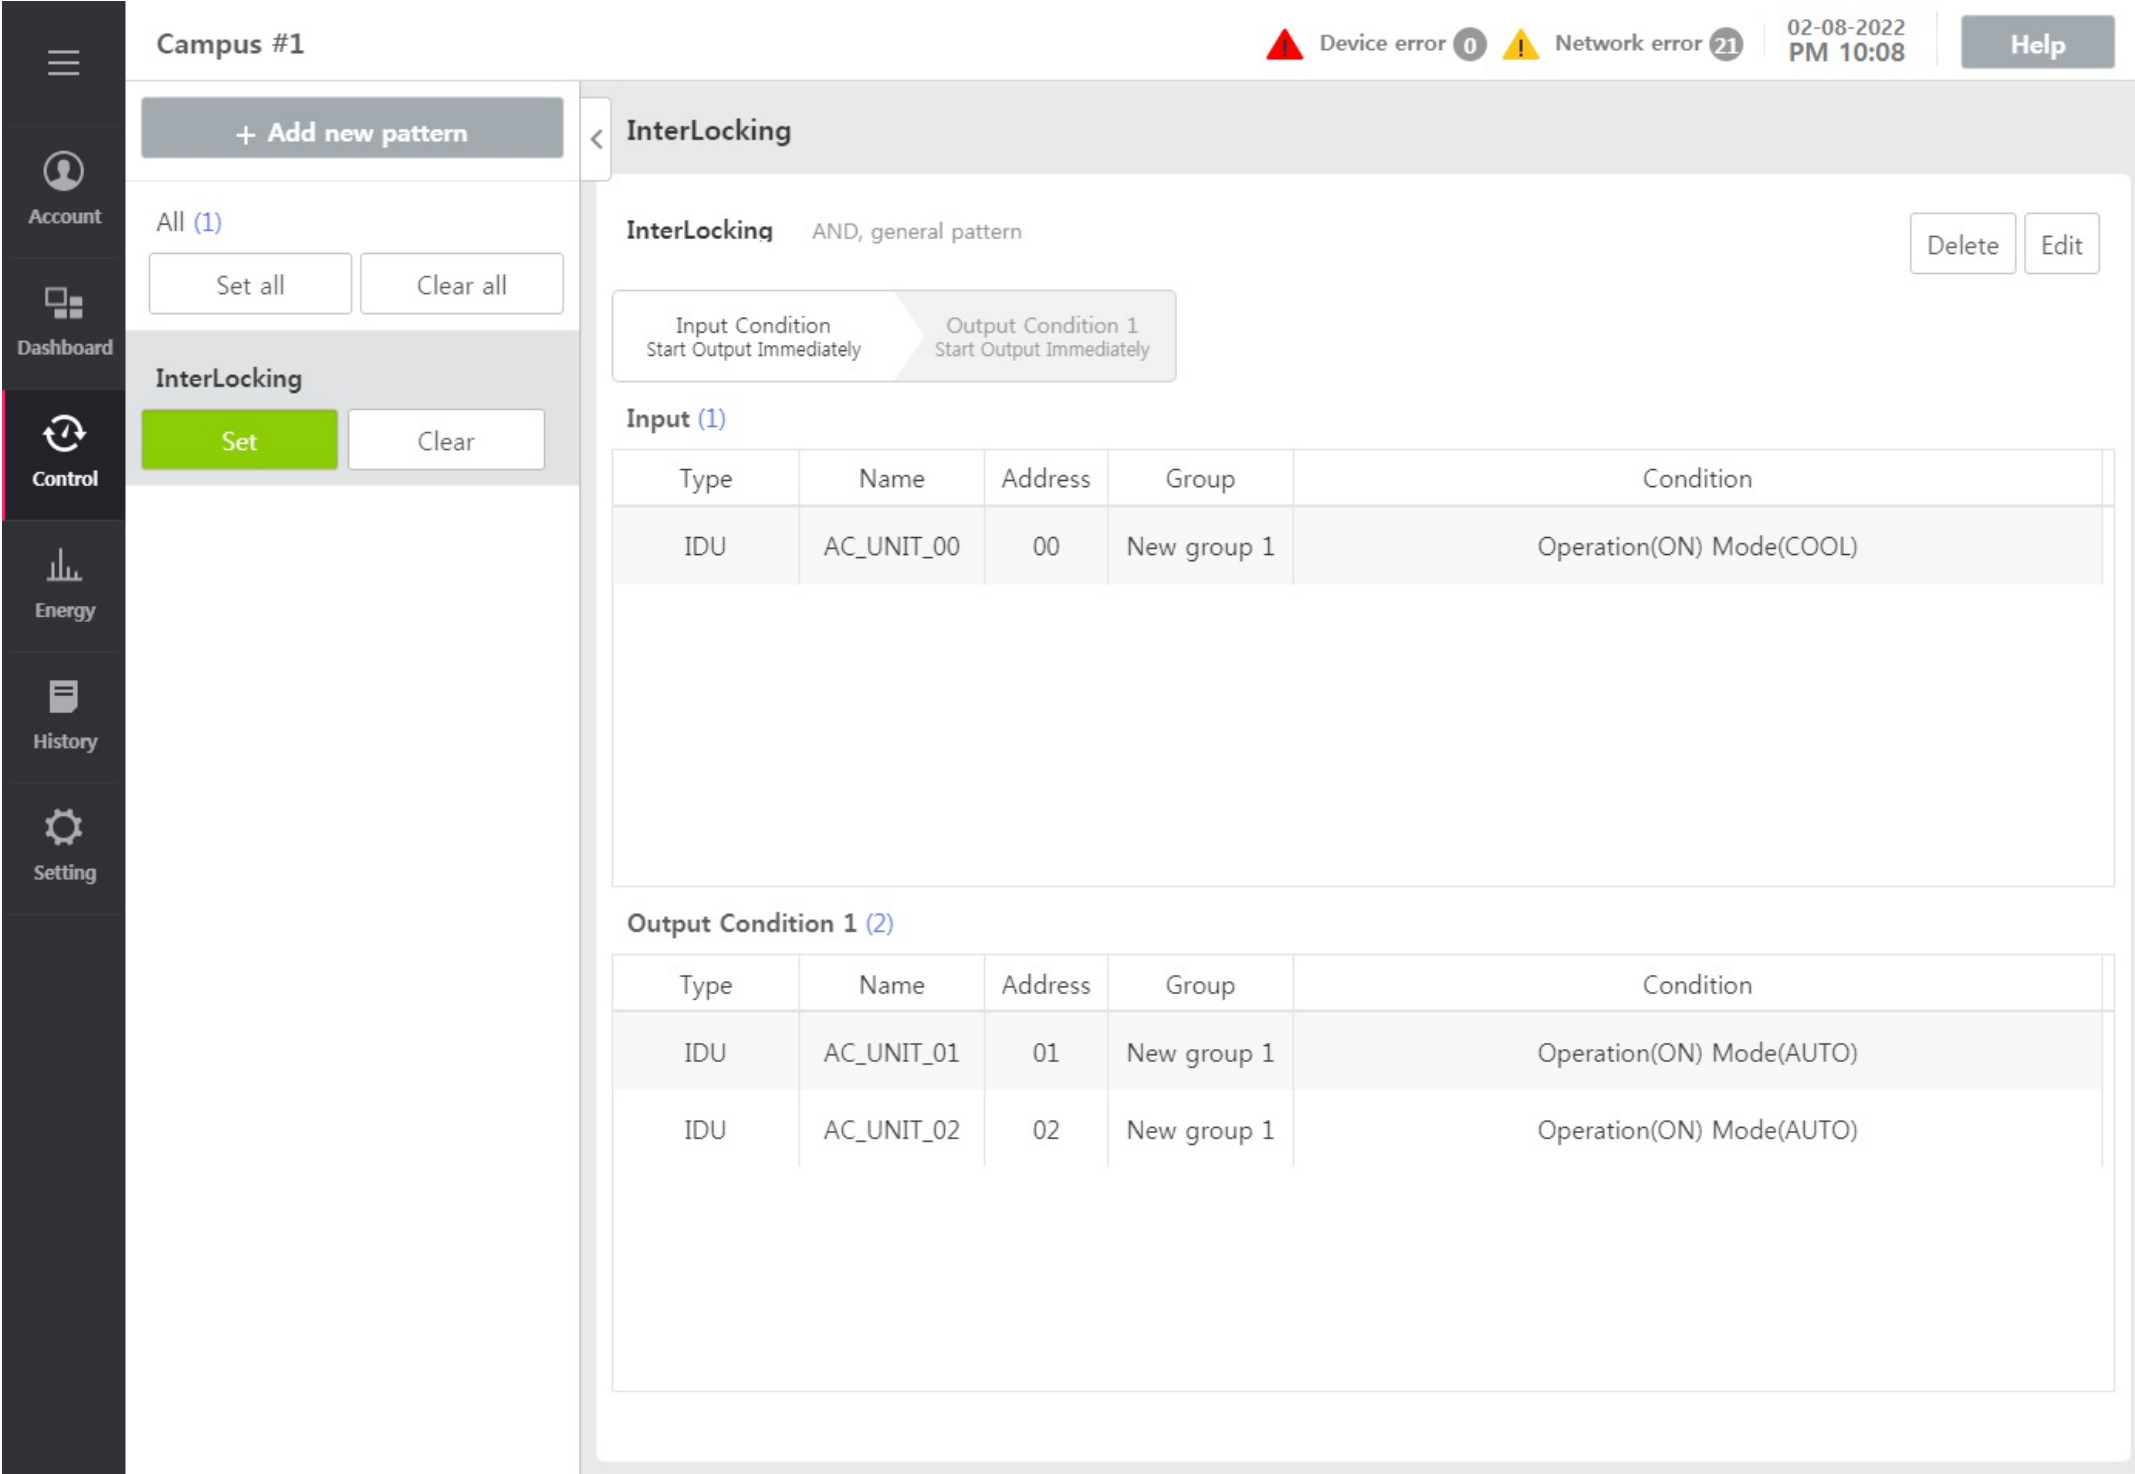 Campus #1
Device error 0
Network error 21
02-08-2022
PM 10:08
Help
Account
Dashboard
Control
Energy
History
Setting
+ Add new pattern
All (1)
Set all
Clear all
InterLocking
Set
Clear
<
InterLocking
InterLocking AND, general pattern
Delete
Edit
Input Condition
Start Output Immediately
Output Condition 1
Start Output Immediately
Input (1)
Type Name Address Group Condition
IDU AC_UNIT_00 00 New group 1 Operation(ON) Mode(COOL)
Output Condition 1 (2)
Type Name Address Group Condition
IDU AC_UNIT_01 01 New group 1 Operation(ON) Mode(AUTO)
IDU AC_UNIT_02 02 New group 1 Operation(ON) Mode(AUTO)